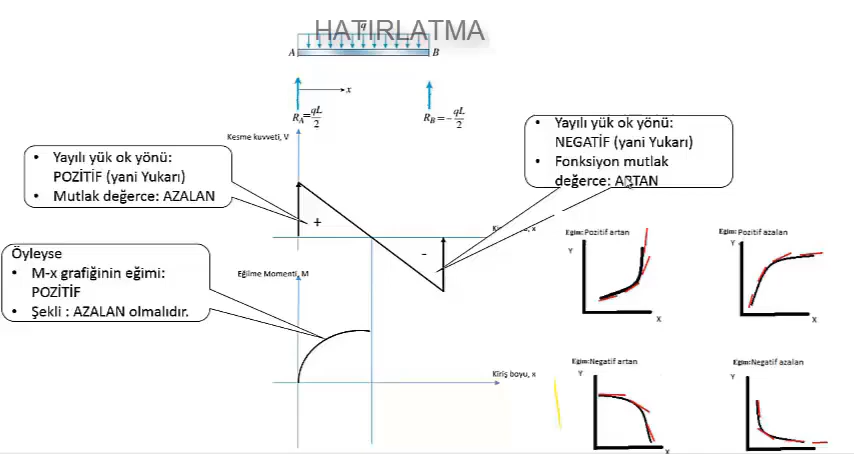 HATIRLATMA
q
A
B
x
R_A=qL/2
R_B=-qL/2
Kesme kuvveti, V
• Yayılı yük ok yönü:
POZİTİF (yani Yukarı)
• Mutlak değerce: AZALAN
• Yayılı yük ok yönü:
NEGATİF (yani Yukarı)
• Fonksiyon mutlak
değerce: ARTAN
+
-
Öyleyse
• M-x grafiğinin eğimi:
POZİTİF
• Şekli : AZALAN olmalıdır.
Eğilme Momenti, M
Kiriş boyu, x
Eğim:Pozitif artan
Y
X
Eğim:Pozitif azalan
Y
X
Eğim:Negatif artan
Y
X
Eğim:Negatif azalan
Y
X